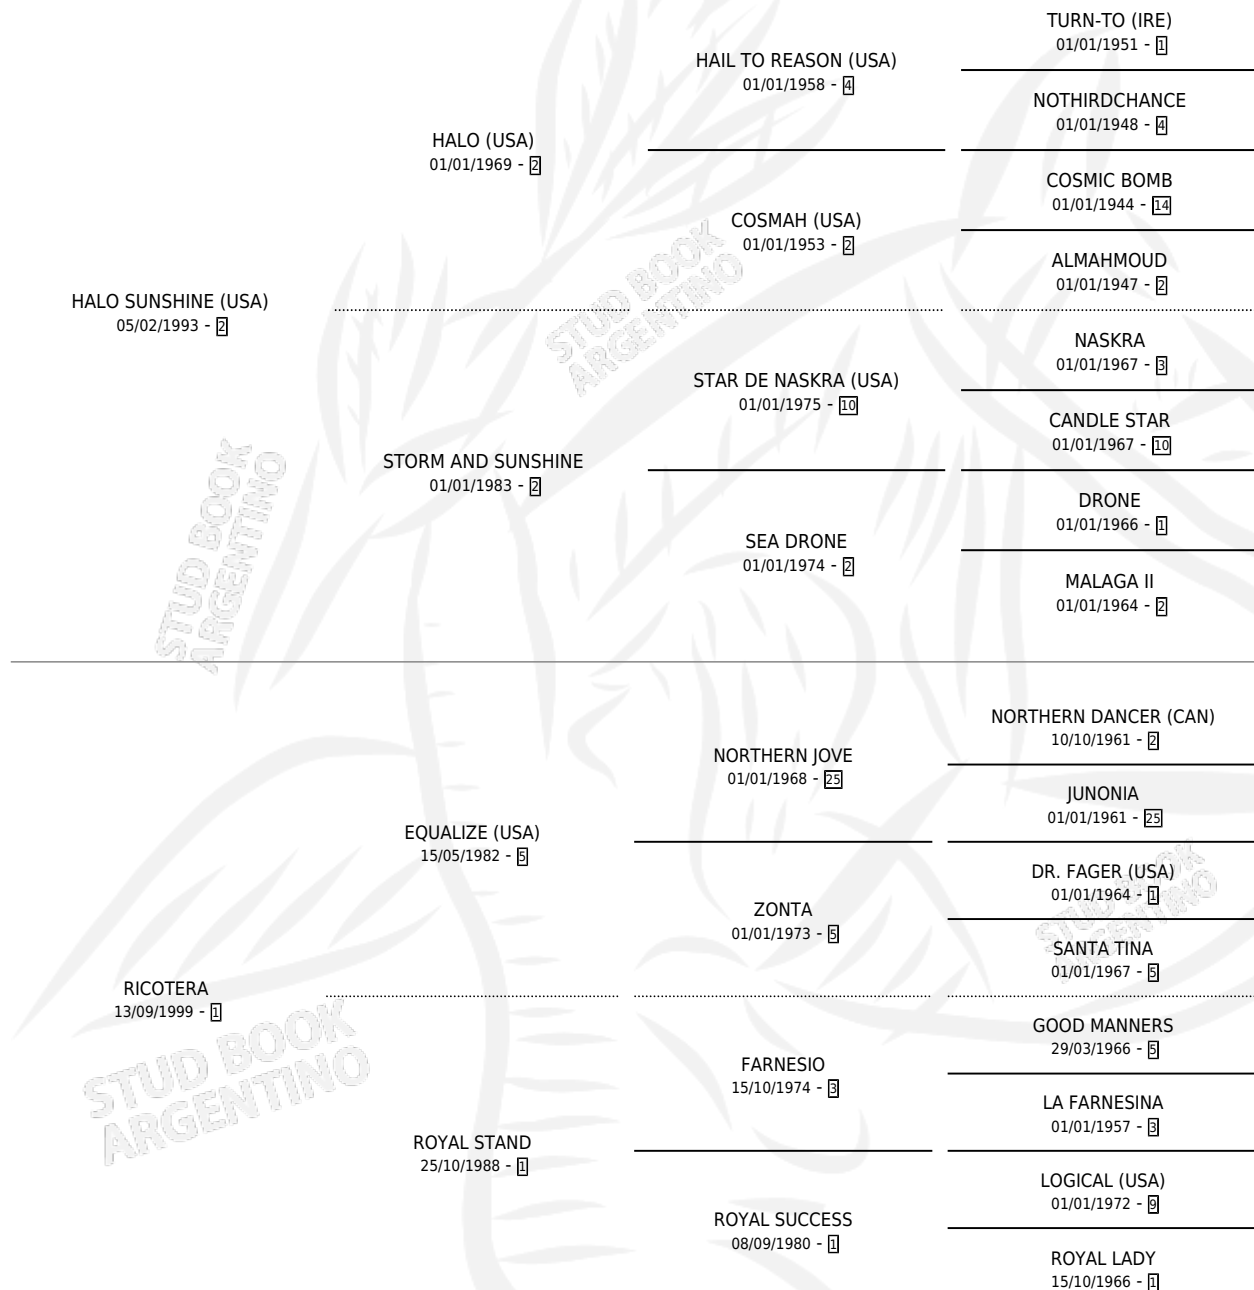 TURN-TO (IRE)
01/01/1951 - 1
HAIL TO REASON (USA)
01/01/1958 - 4
NOTHIRDCHANCE
01/01/1948 - 4
HALO (USA)
01/01/1969 - 2
COSMIC BOMB
01/01/1944 - 14
COSMAH (USA)
01/01/1953 - 2
ALMAHMOUD
01/01/1947 - 2
HALO SUNSHINE (USA)
05/02/1993 - 2
NASKRA
01/01/1967 - 3
STAR DE NASKRA (USA)
01/01/1975 - 10
CANDLE STAR
01/01/1967 - 10
STORM AND SUNSHINE
01/01/1983 - 2
DRONE
01/01/1966 - 1
SEA DRONE
01/01/1974 - 2
MALAGA II
01/01/1964 - 2
NORTHERN DANCER (CAN)
10/10/1961 - 2
NORTHERN JOVE
01/01/1968 - 25
JUNONIA
01/01/1961 - 25
EQUALIZE (USA)
15/05/1982 - 5
DR. FAGER (USA)
01/01/1964 - 1
ZONTA
01/01/1973 - 5
SANTA TINA
01/01/1967 - 5
RICOTERA
13/09/1999 - 1
GOOD MANNERS
29/03/1966 - 5
FARNESIO
15/10/1974 - 3
LA FARNESINA
01/01/1957 - 3
ROYAL STAND
25/10/1988 - 1
LOGICAL (USA)
01/01/1972 - 9
ROYAL SUCCESS
08/09/1980 - 1
ROYAL LADY
15/10/1966 - 1
STUD BOOK
ARGENTINO
STUD BOOK
ARGENTINO
STUD BOOK
ARGENTINO
STUD BOOK
ARGENTINO